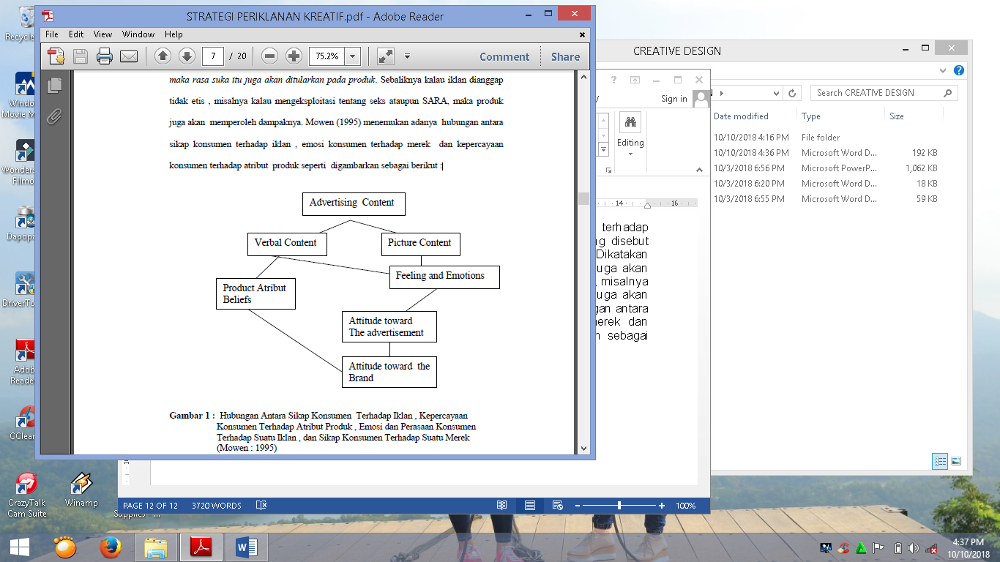 STRATEGI PERIKLANAN KREATIF.pdf - Adobe Reader
File Edit View Window Help
7 / 20 75.2% Comment Share
maka rasa suka itu juga akan ditularkan pada produk. Sebaliknya kalau iklan dianggap
tidak etis , misalnya kalau mengeksploitasi tentang seks ataupun SARA, maka produk
juga akan memperoleh dampaknya. Mowen (1995) menemukan adanya hubungan antara
sikap konsumen terhadap iklan , emosi konsumen terhadap merek dan kepercayaan
konsumen terhadap atribut produk seperti digambarkan sebagai berikut :
Advertising Content
Verbal Content
Picture Content
Feeling and Emotions
Product Atribut
Beliefs
Attitude toward
The advertisement
Attitude toward the
Brand
Gambar 1 : Hubungan Antara Sikap Konsumen Terhadap Iklan , Kepercayaan
Konsumen Terhadap Atribut Produk , Emosi dan Perasaan Konsumen
Terhadap Suatu Iklan , dan Sikap Konsumen Terhadap Suatu Merek
(Mowen : 1995)
CREATIVE DESIGN
Search CREATIVE DESIGN
Date modified Type Size
10/10/2018 4:16 PM File folder
10/10/2018 4:36 PM Microsoft Word D... 192 KB
10/3/2018 6:56 PM Microsoft PowerP... 1,062 KB
10/3/2018 6:20 PM Microsoft Word D... 18 KB
10/3/2018 6:55 PM Microsoft Word D... 59 KB
Sign in
Editing
14 16
terhadap
disebut
Dikatakan
juga akan
, misalnya
juga akan
antara
merek dan
sebagai
PAGE 12 OF 12 3720 WORDS 100%
Recycle
Windo
Movie M
Wonders
Filmo
Dapop
DriverTo
Adob
Reade
CClean
CrazyTalk
Cam Suite
Winamp
Supplies - ...
4:37 PM
10/10/2018